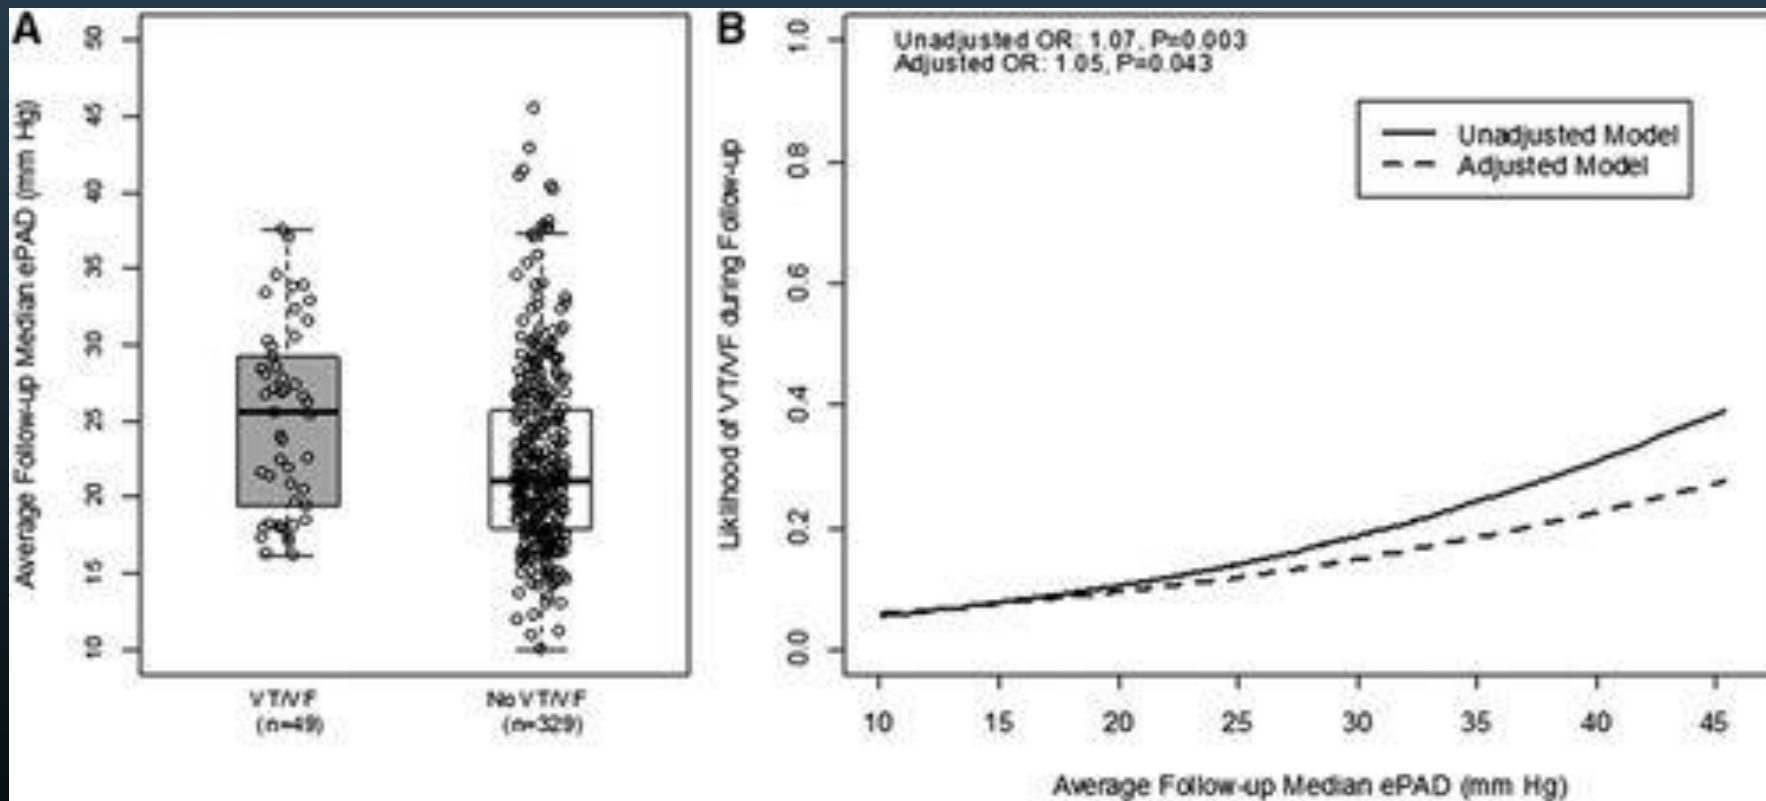 A
Average Follow-up Median ePAD (mm Hg)
50
45
40
35
30
25
20
15
10
VT/VF
(n=49)
No VT/VF
(n=329)
B
Liklihood of VT/VF during Follow-up
1.0
0.8
0.6
0.4
0.2
0.0
Unadjusted OR: 1.07, P=0.003
Adjusted OR: 1.05, P=0.043
Unadjusted Model
Adjusted Model
10 15 20 25 30 35 40 45
Average Follow-up Median ePAD (mm Hg)